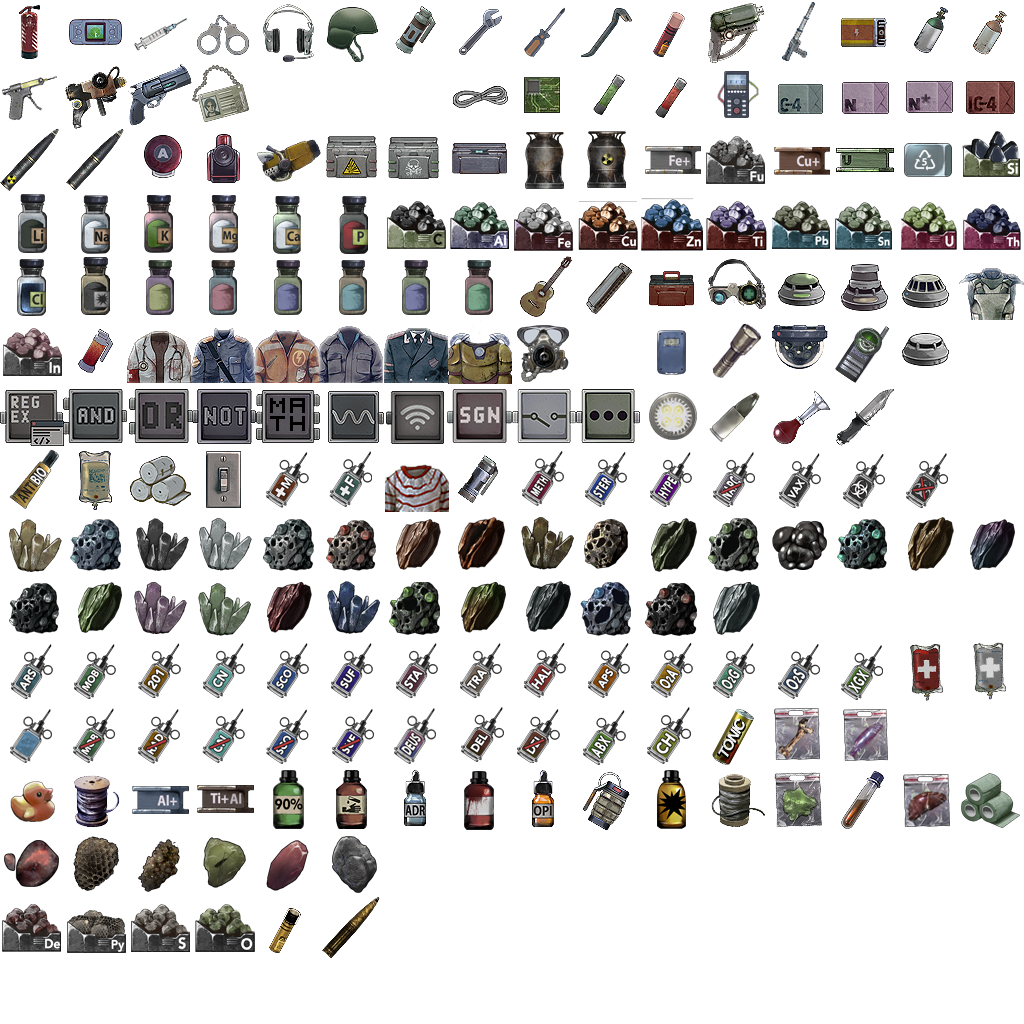 C-4
N
N*
IC-4
A
Fe+
Fu
Cu+
U
5
Si
Li
Na
K
Mg
Ca
P
C
Al
Fe
Cu
Zn
Ti
Pb
Sn
U
Th
Cl
In
REG
EX
</>
AND
OR
NOT
MA
TH
SGN
ANTIBIO
+M
+F
METH
STER
HYPE
VAX
ARS
MOB
201
CN
SCO
SUF
STA
TRA
HAL
APS
O2A
O2G
O2S
XGX
DEUS
DEL
ABX
CH
TONIC
Al+
Ti+Al
90%
ADR
OPI
De
Py
S
O